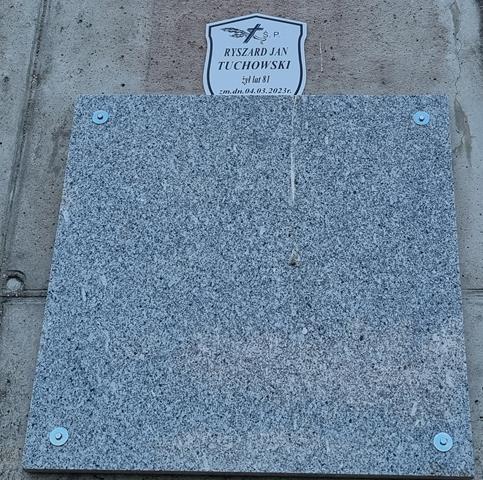 Ś.P.
RYSZARD JAN
TUCHOWSKI
żył lat 81
zm.dn.04.03.2023r.